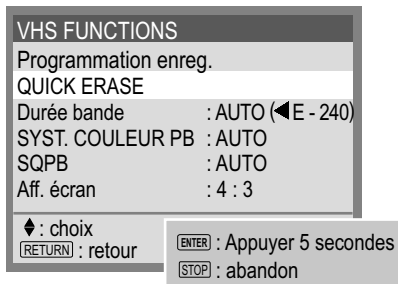 VHS FUNCTIONS
Programmation enreg.
QUICK ERASE
Durée bande : AUTO (◀E - 240)
SYST. COULEUR PB : AUTO
SQPB : AUTO
Aff. écran : 4 : 3
♦ : choix
RETURN : retour
ENTER : Appuyer 5 secondes
STOP : abandon